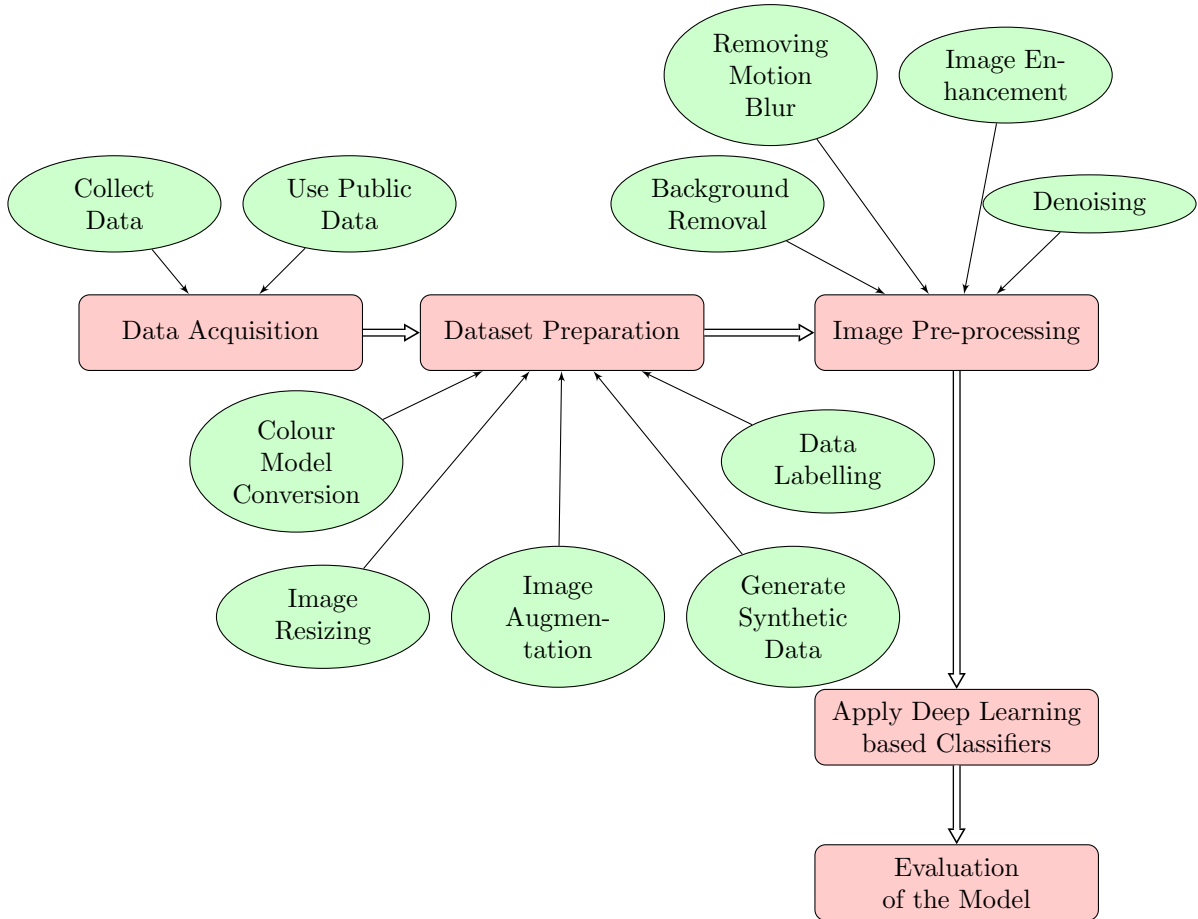 Removing
Motion
Blur
Image En-
hancement
Collect
Data
Use Public
Data
Background
Removal
Denoising
Data Acquisition
Dataset Preparation
Image Pre-processing
Colour
Model
Conversion
Data
Labelling
Image
Resizing
Image
Augmen-
tation
Generate
Synthetic
Data
Apply Deep Learning
based Classifiers
Evaluation
of the Model